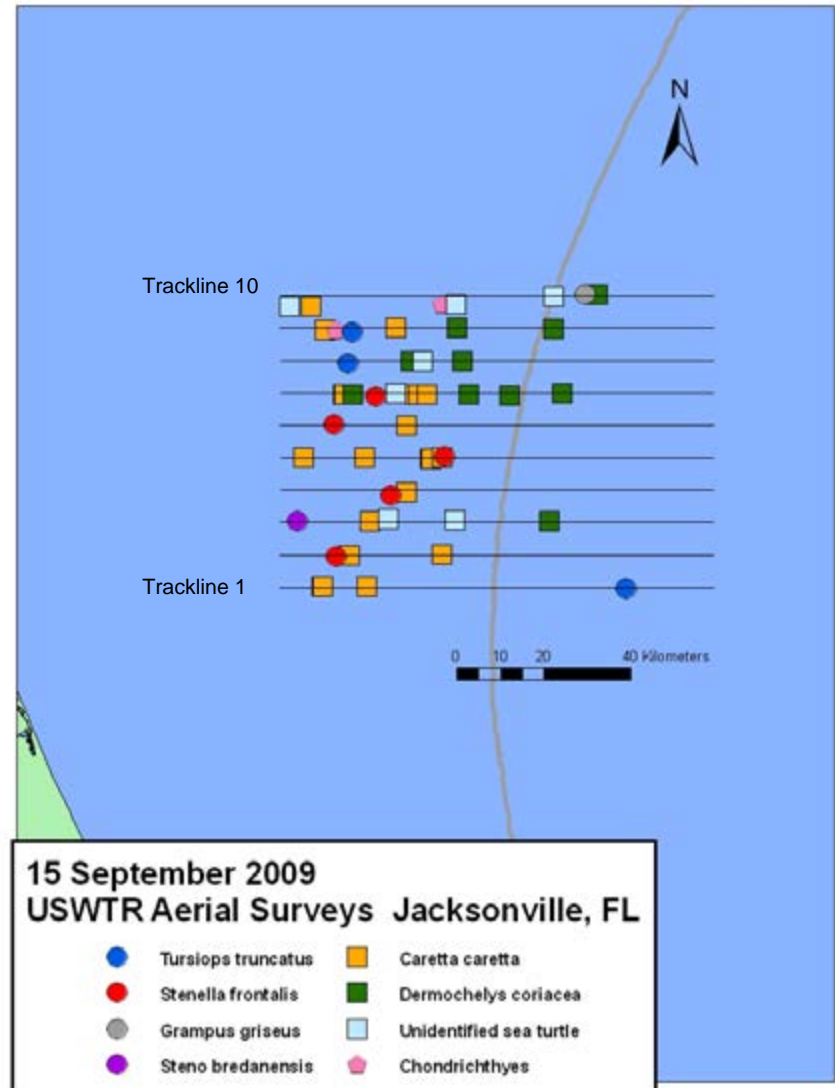 N
Trackline 10
Trackline 1
0 10 20 40 Kilometers
15 September 2009
USWTR Aerial Surveys Jacksonville, FL
Tursiops truncatus
Caretta caretta
Stenella frontalis
Dermochelys coriacea
Grampus griseus
Unidentified sea turtle
Steno bredanensis
Chondrichthyes